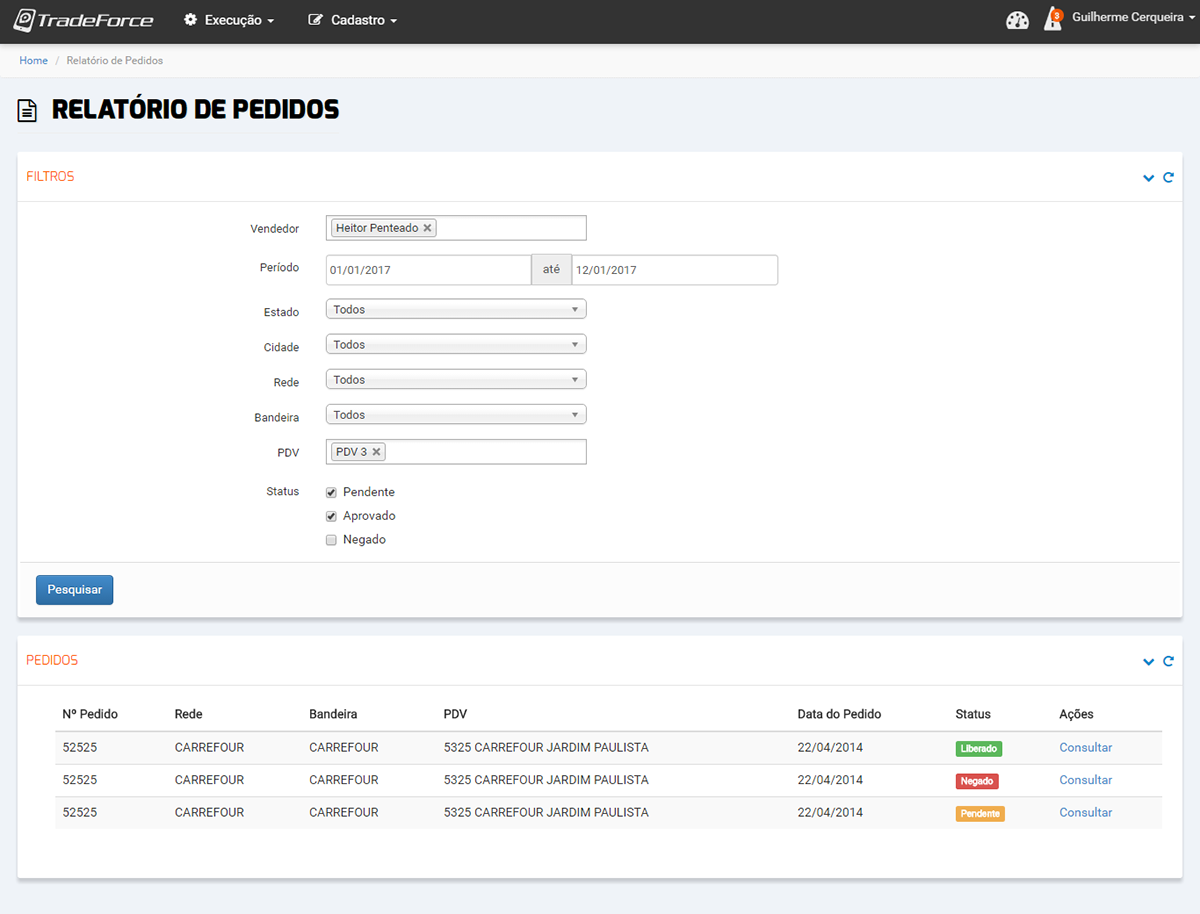 TradeForce Execução Cadastro 3 Guilherme Cerqueira
Home / Relatório de Pedidos
RELATÓRIO DE PEDIDOS
FILTROS
Vendedor Heitor Penteado ×
Período 01/01/2017 até 12/01/2017
Estado Todos
Cidade Todos
Rede Todos
Bandeira Todos
PDV PDV 3 ×
Status Pendente
Aprovado
Negado
Pesquisar
PEDIDOS
Nº Pedido Rede Bandeira PDV Data do Pedido Status Ações
52525 CARREFOUR CARREFOUR 5325 CARREFOUR JARDIM PAULISTA 22/04/2014 Liberado Consultar
52525 CARREFOUR CARREFOUR 5325 CARREFOUR JARDIM PAULISTA 22/04/2014 Negado Consultar
52525 CARREFOUR CARREFOUR 5325 CARREFOUR JARDIM PAULISTA 22/04/2014 Pendente Consultar